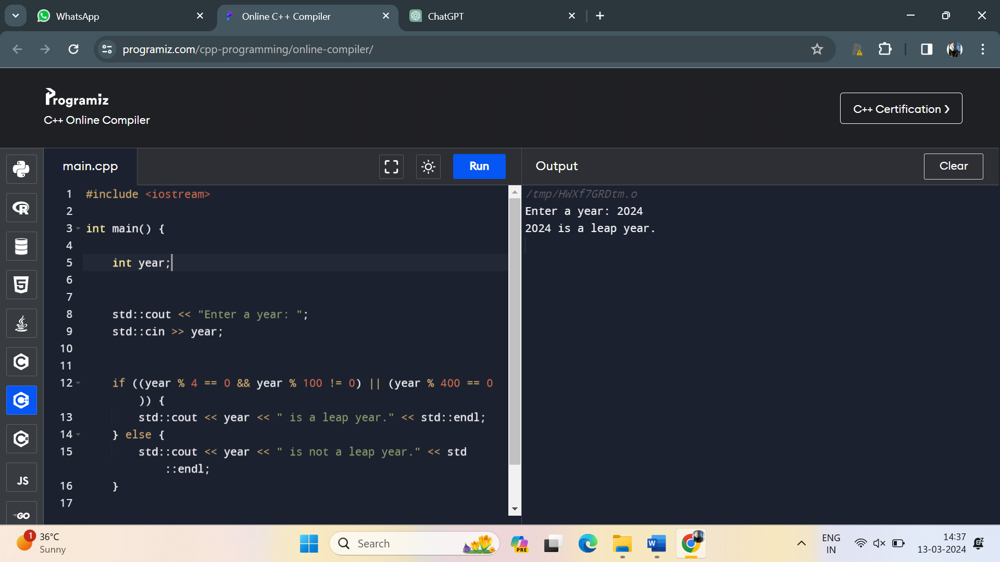 WhatsApp
Online C++ Compiler
ChatGPT
programiz.com/cpp-programming/online-compiler/
Programiz
C++ Online Compiler
C++ Certification ❯
main.cpp
Run
Output
Clear
1 #include <iostream>
2
3 int main() {
4
5 int year;
6
7
8 std::cout << "Enter a year: ";
9 std::cin >> year;
10
11
12 if ((year % 4 == 0 && year % 100 != 0) || (year % 400 == 0
)) {
13 std::cout << year << " is a leap year." << std::endl;
14 } else {
15 std::cout << year << " is not a leap year." << std
::endl;
16 }
17
/tmp/HWXf7GRDtm.o
Enter a year: 2024
2024 is a leap year.
R
5
C
C++
C#
JS
GO
1
36°C
Sunny
Search
PRE
W
ENG
IN
14:37
13-03-2024